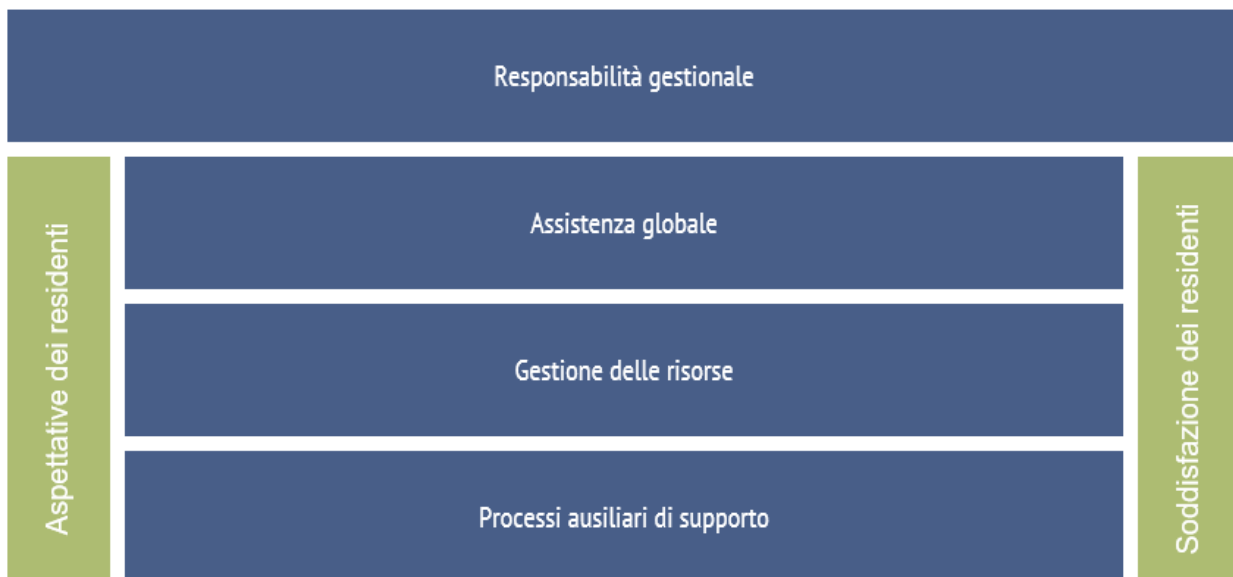 Responsabilità gestionale
Aspettative dei residenti
Assistenza globale
Gestione delle risorse
Processi ausiliari di supporto
Soddisfazione dei residenti